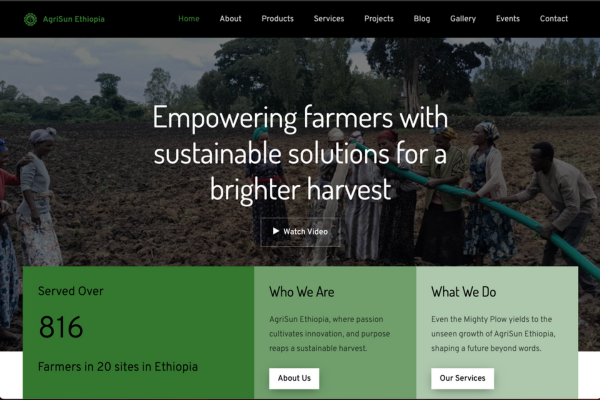 AgriSun Ethiopia
Home About Products Services Projects Blog Gallery Events Contact
Empowering farmers with
sustainable solutions for a
brighter harvest
Watch Video
Served Over
816
Farmers in 20 sites in Ethiopia
Who We Are
AgriSun Ethiopia, where passion
cultivates innovation, and purpose
reaps a sustainable harvest.
About Us
What We Do
Even the Mighty Plow yields to the
unseen growth of AgriSun Ethiopia,
shaping a future beyond words.
Our Services